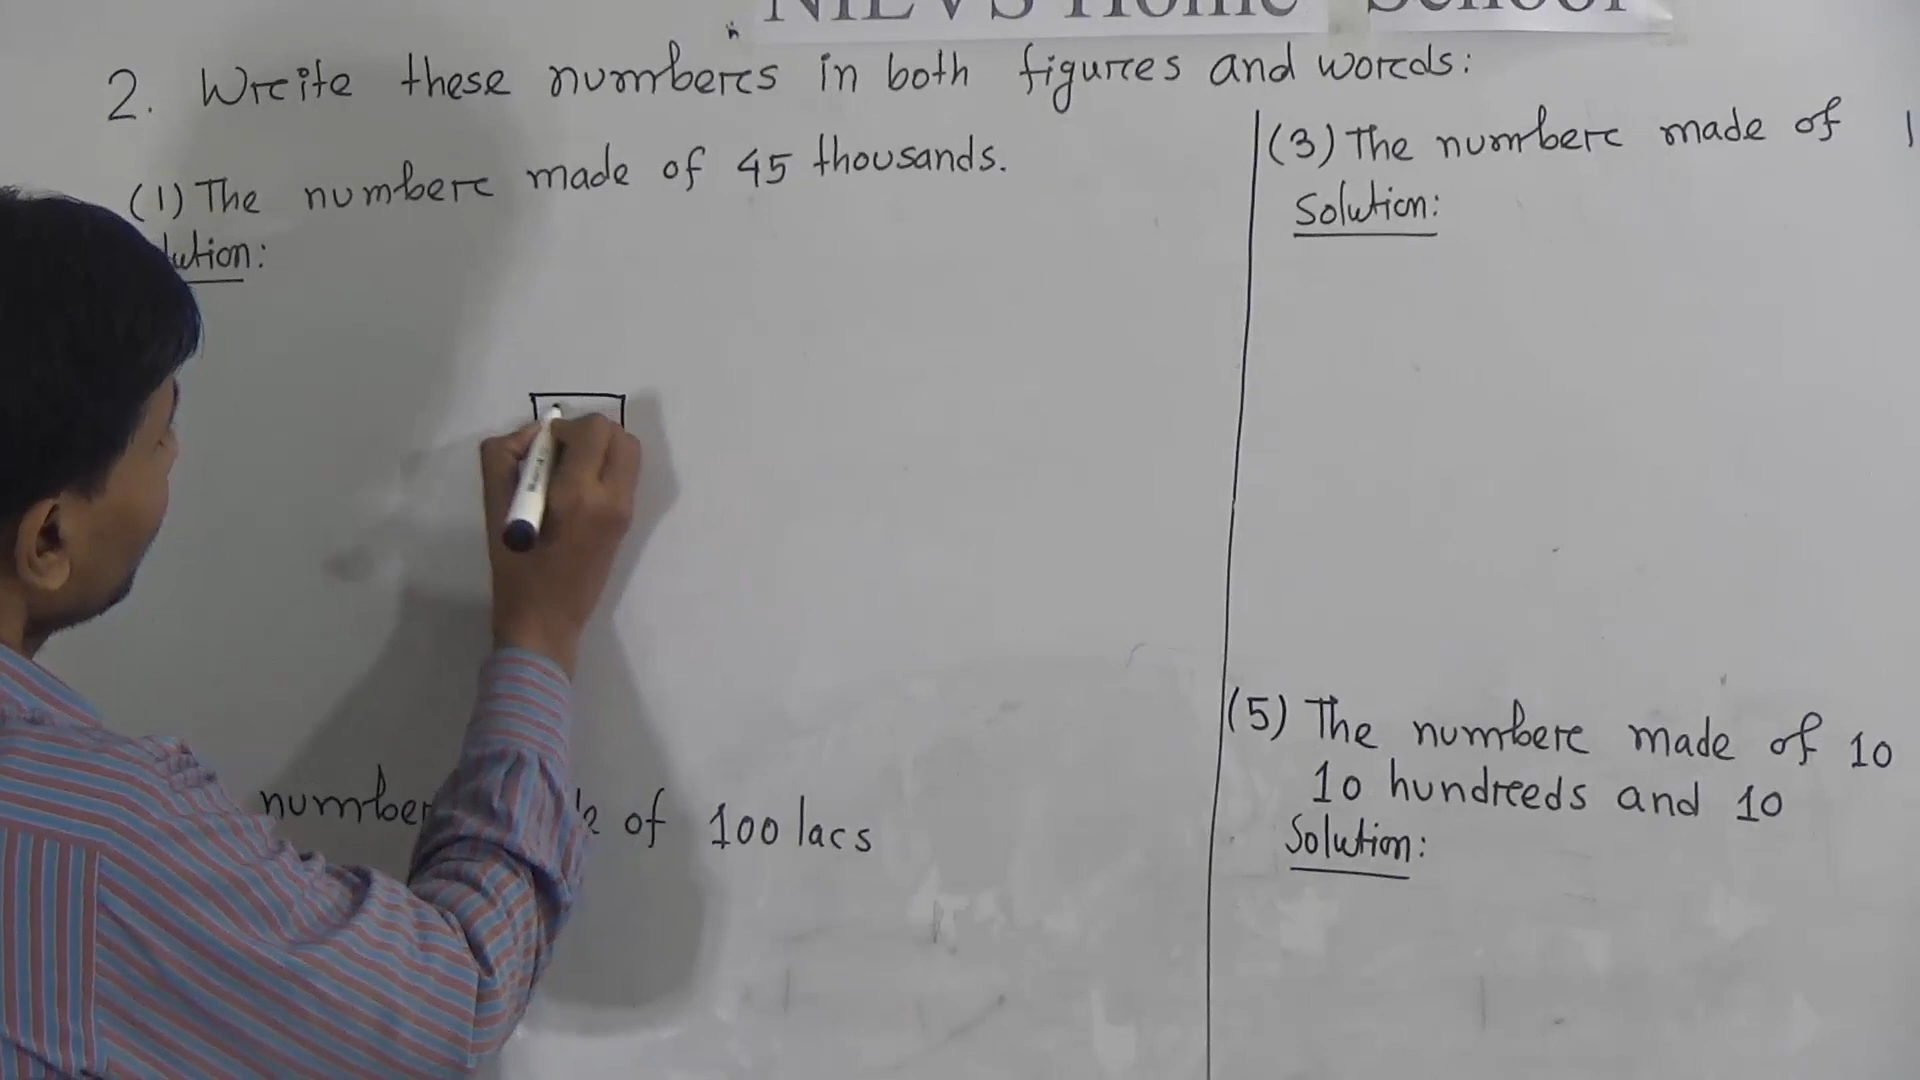 NIEVS Home School
2. Write these numbers in both figures and words:
(1) The number made of 45 thousands.
lution:
number of 100 lacs
(3) The number made of 1
Solution:
(5) The number made of 10
10 hundreeds and 10
Solution: